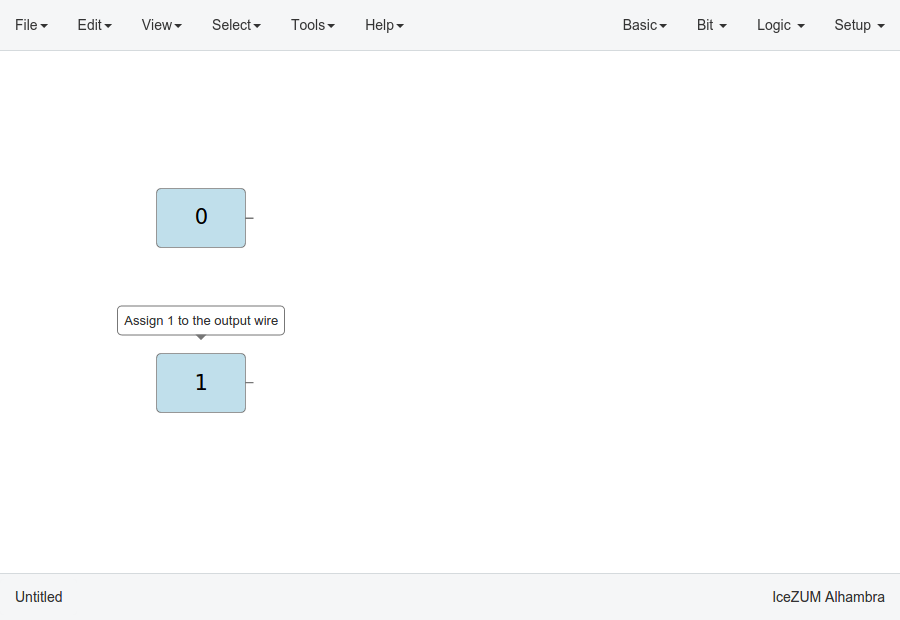 File Edit View Select Tools Help Basic Bit Logic Setup
0
Assign 1 to the output wire
1
Untitled IceZUM Alhambra